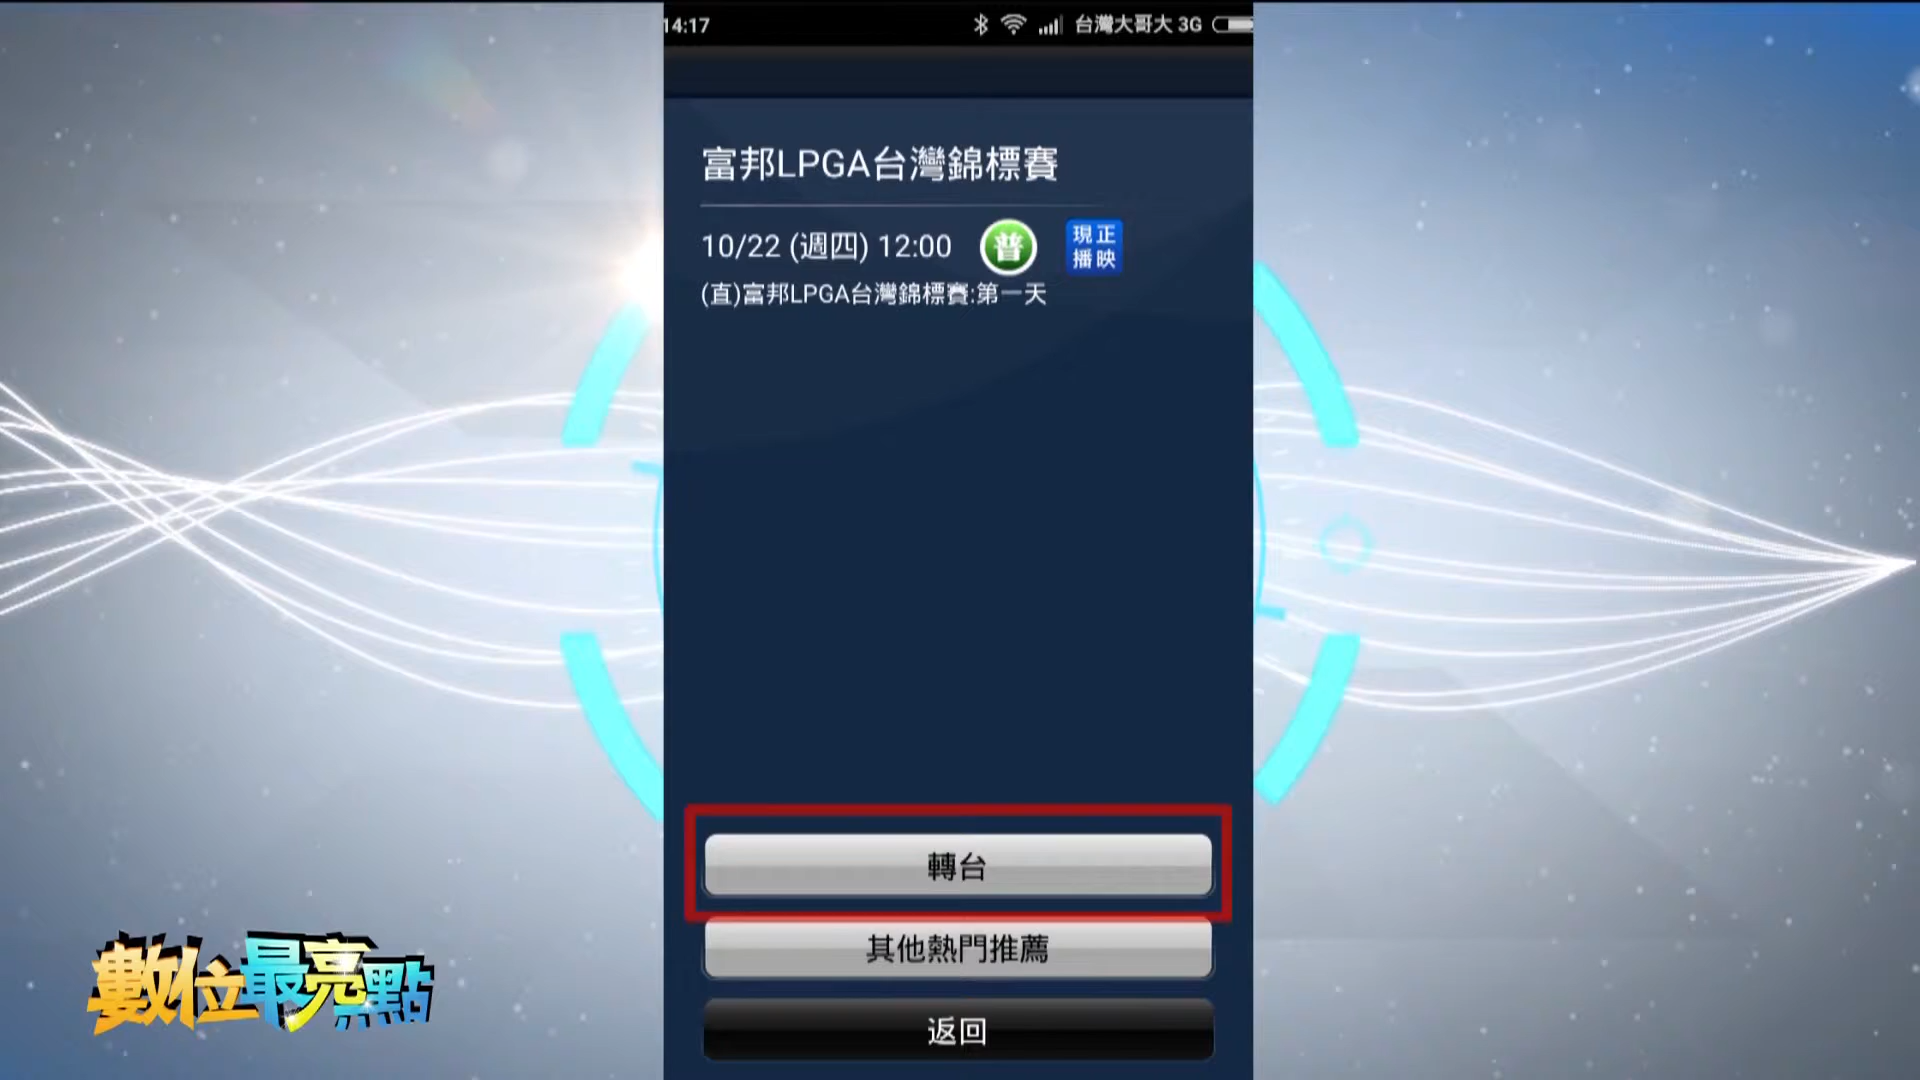 14:17 台灣大哥大 3G
富邦LPGA台灣錦標賽
10/22 (週四) 12:00 普 現正播映
(直)富邦LPGA台灣錦標賽:第一天
轉台
其他熱門推薦
返回
數位最亮點